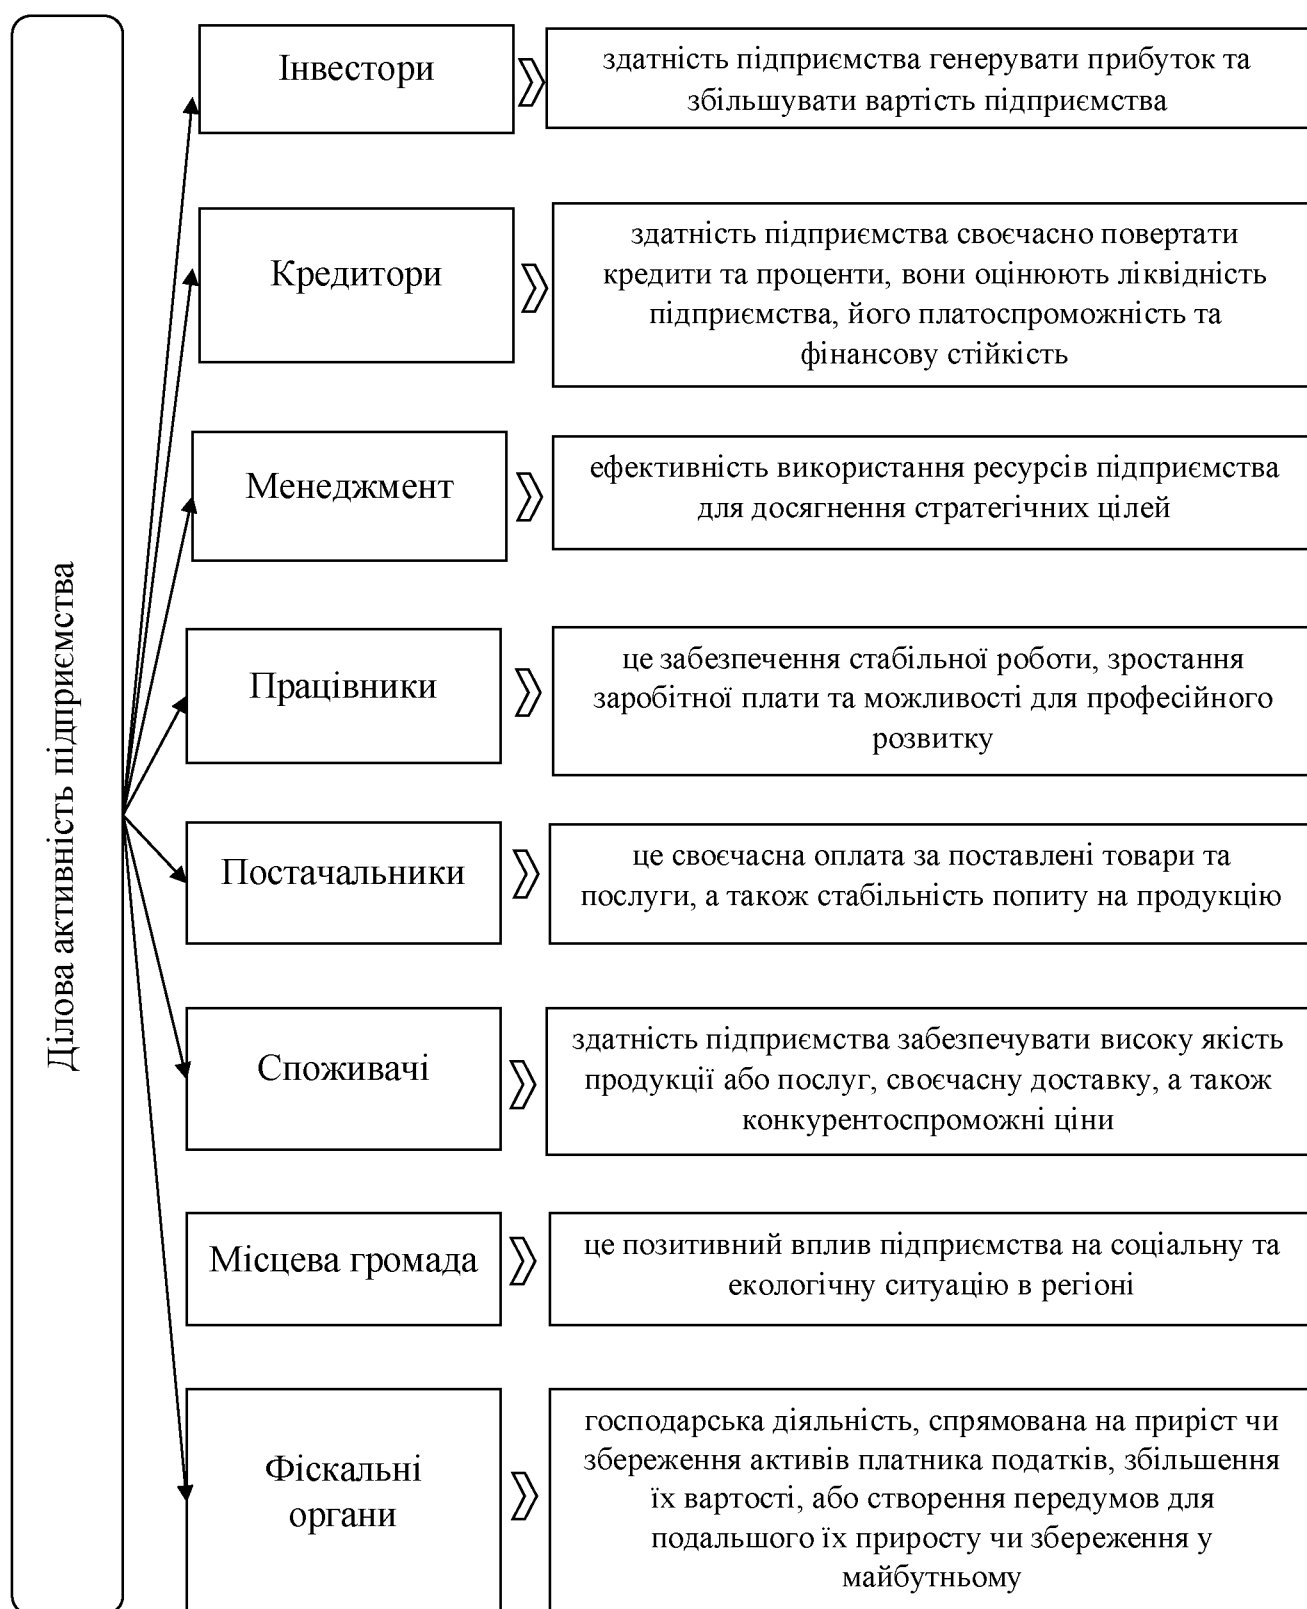 Ділова активність підприємства
Інвестори
здатність підприємства генерувати прибуток та
збільшувати вартість підприємства
Кредитори
здатність підприємства своєчасно повертати
кредити та проценти, вони оцінюють ліквідність
підприємства, його платоспроможність та
фінансову стійкість
Менеджмент
ефективність використання ресурсів підприємства
для досягнення стратегічних цілей
Працівники
це забезпечення стабільної роботи, зростання
заробітної плати та можливості для професійного
розвитку
Постачальники
це своєчасна оплата за поставлені товари та
послуги, а також стабільність попиту на продукцію
Споживачі
здатність підприємства забезпечувати високу якість
продукції або послуг, своєчасну доставку, а також
конкурентоспроможні ціни
Місцева громада
це позитивний вплив підприємства на соціальну та
екологічну ситуацію в регіоні
Фіскальні
органи
господарська діяльність, спрямована на приріст чи
збереження активів платника податків, збільшення
їх вартості, або створення передумов для
подальшого їх приросту чи збереження у
майбутньому